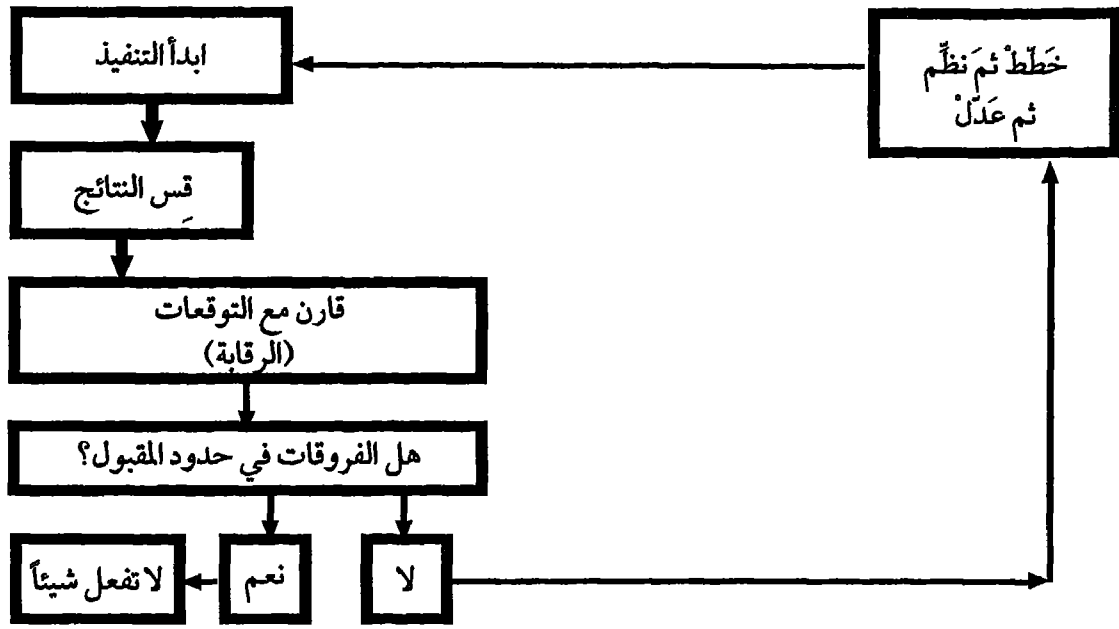 خَطّطْ ثمَ نظِّم
ثم عَدّلْ
ابدأ التنفيذ
قِس النتائج
قارن مع التوقعات
(الرقابة)
هل الفروقات في حدود المقبول؟
لا
نعم
لا تفعل شيئاً